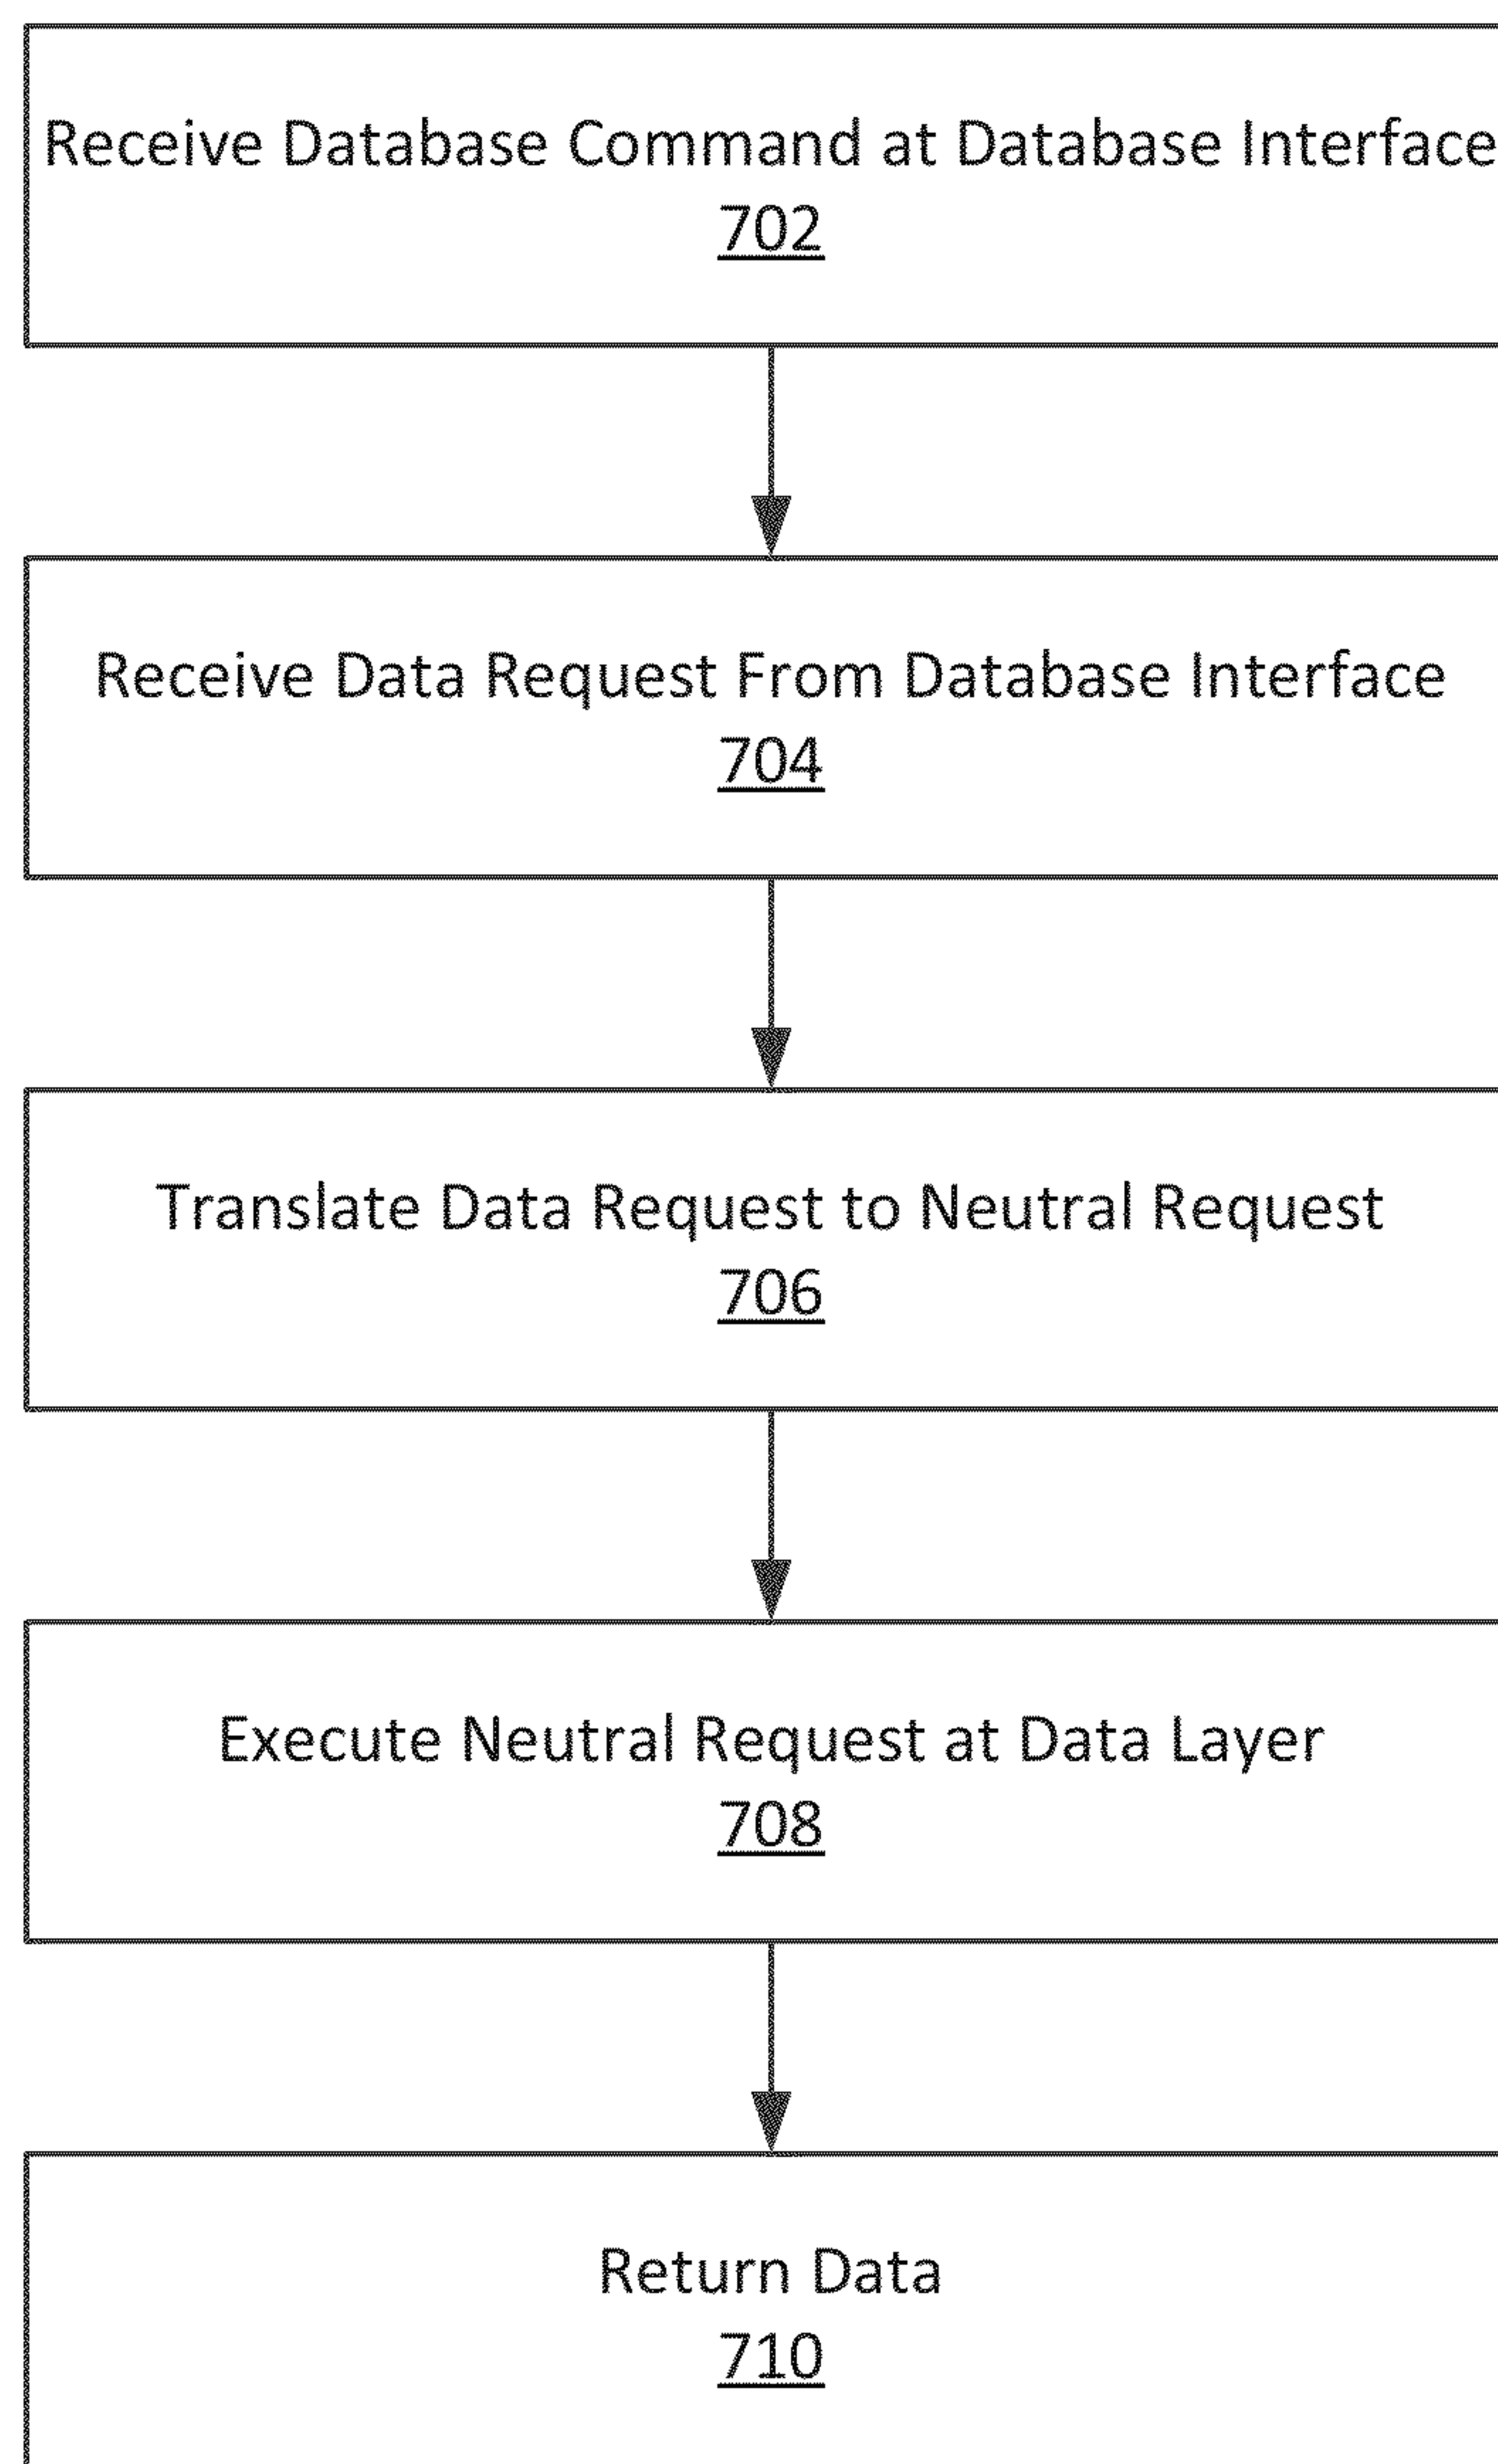 Receive Database Command at Database Interface
702
Receive Data Request From Database Interface
704
Translate Data Request to Neutral Request
706
Execute Neutral Request at Data Layer
708
Return Data
710